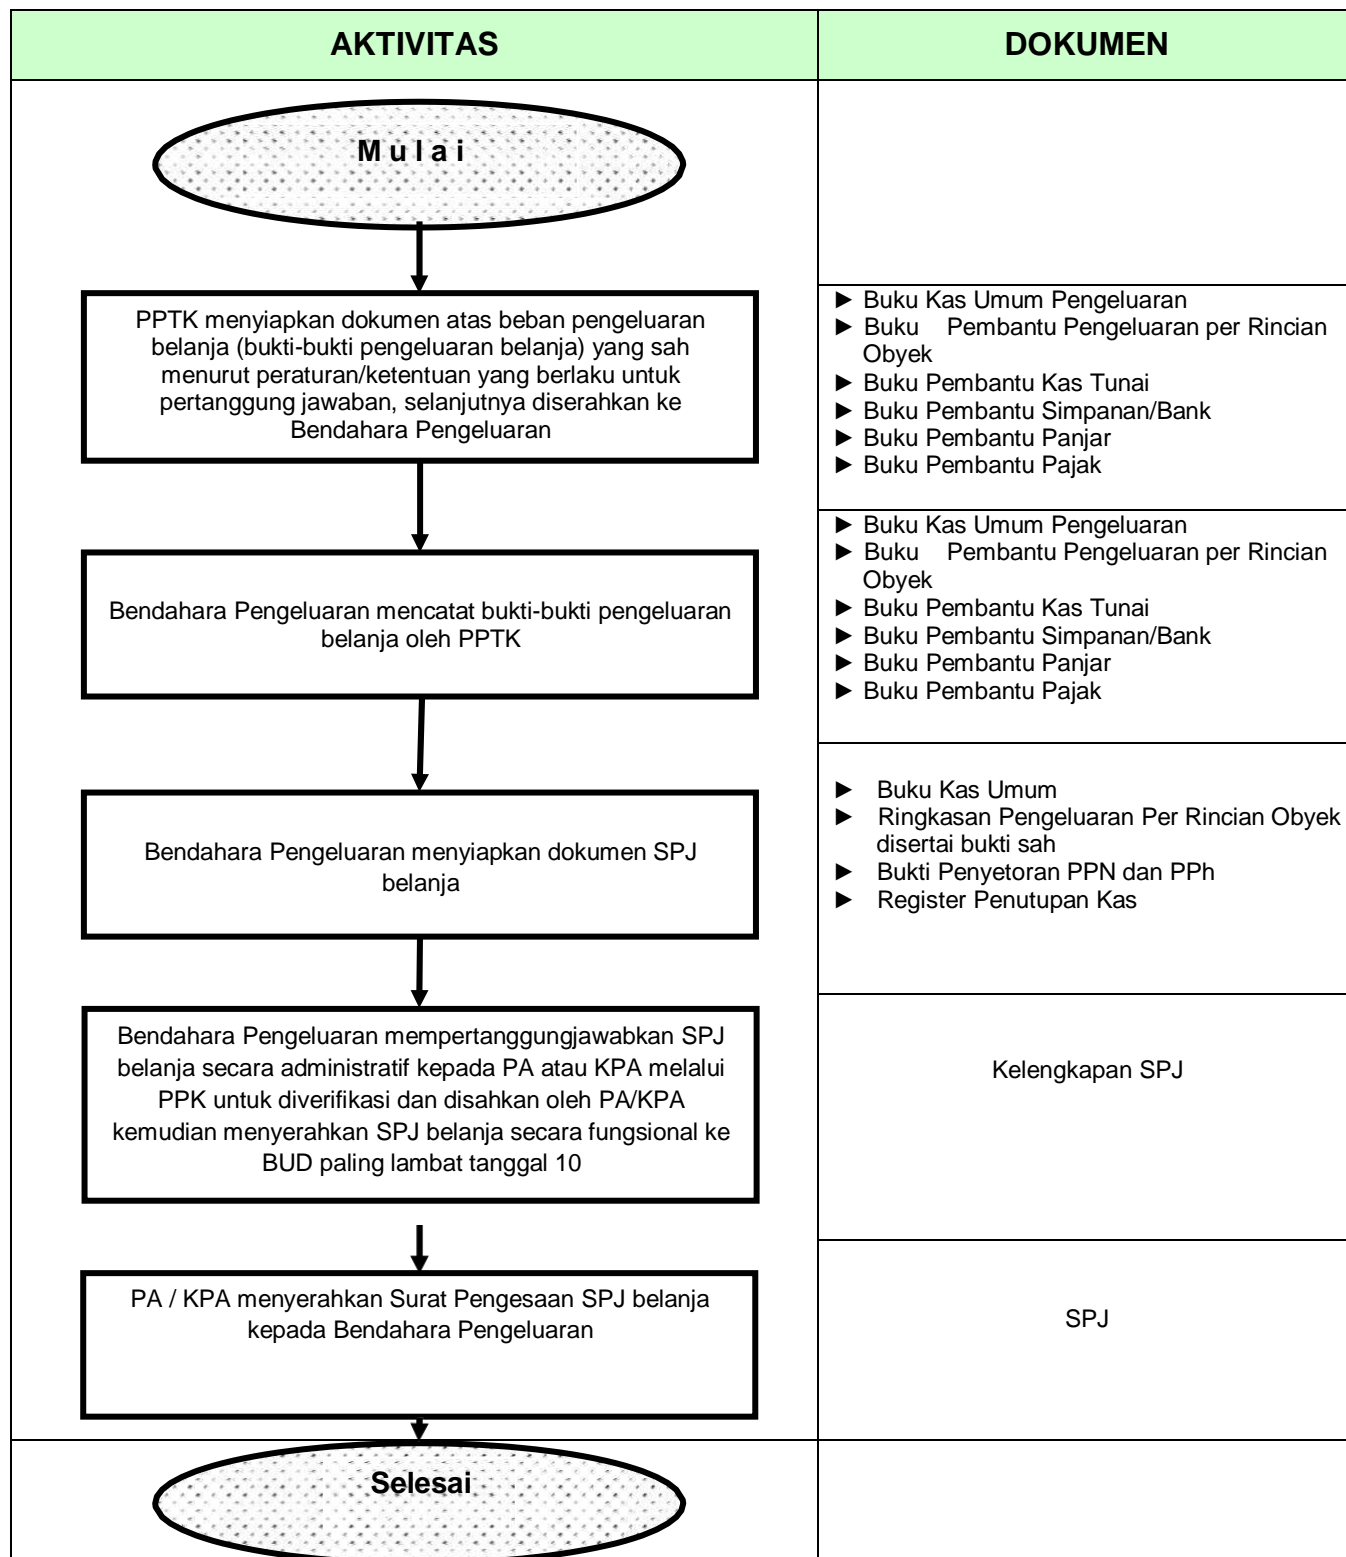 AKTIVITAS
DOKUMEN
M u l a i
PPTK menyiapkan dokumen atas beban pengeluaran
belanja (bukti-bukti pengeluaran belanja) yang sah
menurut peraturan/ketentuan yang berlaku untuk
pertanggung jawaban, selanjutnya diserahkan ke
Bendahara Pengeluaran
► Buku Kas Umum Pengeluaran
► Buku Pembantu Pengeluaran per Rincian
Obyek
► Buku Pembantu Kas Tunai
► Buku Pembantu Simpanan/Bank
► Buku Pembantu Panjar
► Buku Pembantu Pajak
Bendahara Pengeluaran mencatat bukti-bukti pengeluaran
belanja oleh PPTK
► Buku Kas Umum Pengeluaran
► Buku Pembantu Pengeluaran per Rincian
Obyek
► Buku Pembantu Kas Tunai
► Buku Pembantu Simpanan/Bank
► Buku Pembantu Panjar
► Buku Pembantu Pajak
Bendahara Pengeluaran menyiapkan dokumen SPJ
belanja
► Buku Kas Umum
► Ringkasan Pengeluaran Per Rincian Obyek
disertai bukti sah
► Bukti Penyetoran PPN dan PPh
► Register Penutupan Kas
Bendahara Pengeluaran mempertanggungjawabkan SPJ
belanja secara administratif kepada PA atau KPA melalui
PPK untuk diverifikasi dan disahkan oleh PA/KPA
kemudian menyerahkan SPJ belanja secara fungsional ke
BUD paling lambat tanggal 10
Kelengkapan SPJ
PA / KPA menyerahkan Surat Pengesaan SPJ belanja
kepada Bendahara Pengeluaran
SPJ
Selesai